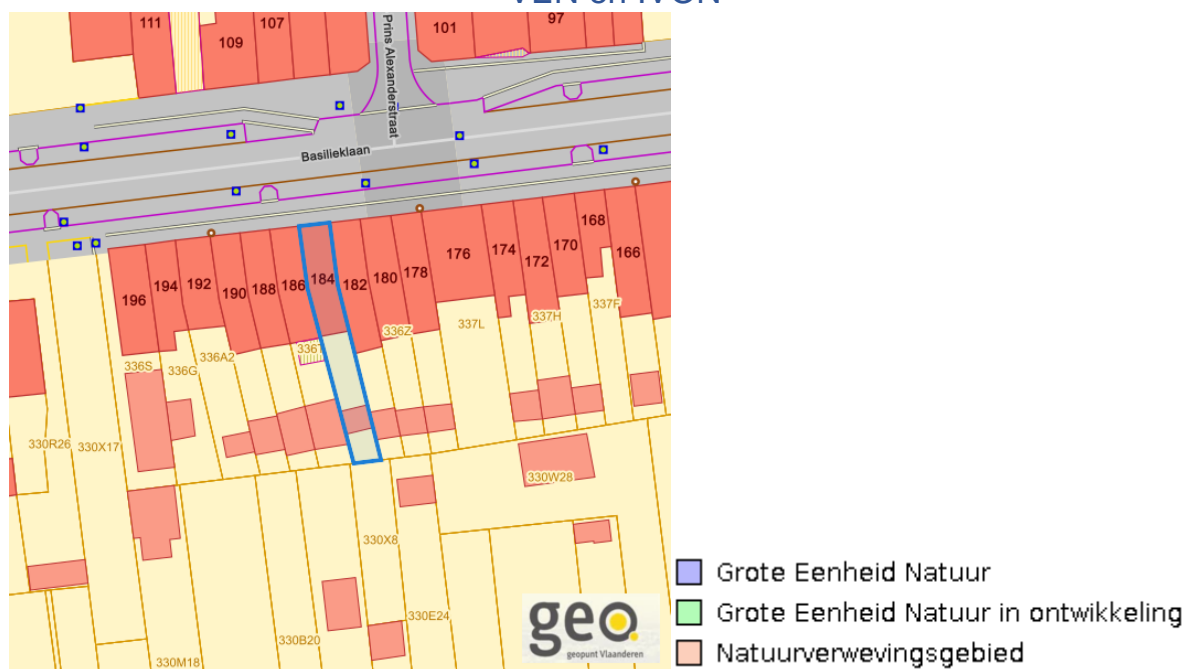 VEN en IVON
111
109
107
101
97
Prins Alexanderstraat
Basilieklaan
196
194
192
190
188
186
184
182
180
178
176
174
172
170
168
166
336S
336G
336A2
336T
336Z
337L
337H
337F
330R26
330X17
330W28
330X8
330E24
330B20
330M18
geo.
geopunt Vlaanderen
Grote Eenheid Natuur
Grote Eenheid Natuur in ontwikkeling
Natuurverwevingsgebied